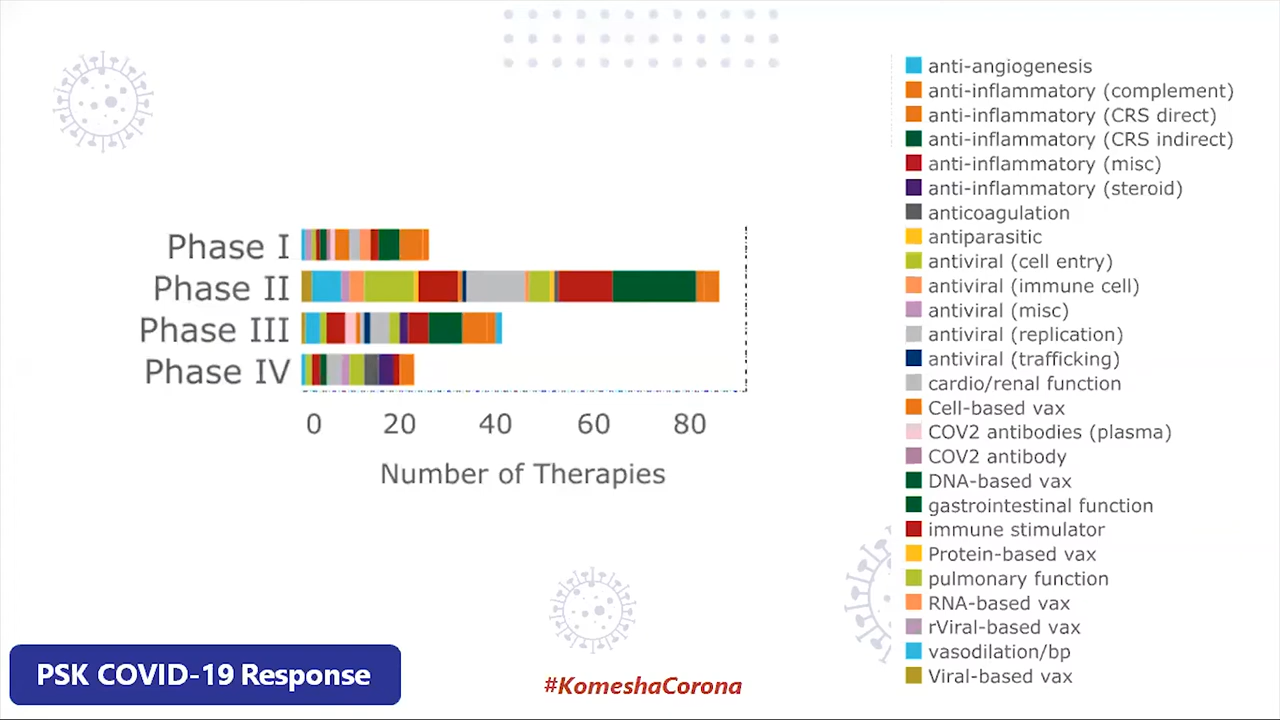 Phase I
Phase II
Phase III
Phase IV
0 20 40 60 80
Number of Therapies
anti-angiogenesis
anti-inflammatory (complement)
anti-inflammatory (CRS direct)
anti-inflammatory (CRS indirect)
anti-inflammatory (misc)
anti-inflammatory (steroid)
anticoagulation
antiparasitic
antiviral (cell entry)
antiviral (immune cell)
antiviral (misc)
antiviral (replication)
antiviral (trafficking)
cardio/renal function
Cell-based vax
COV2 antibodies (plasma)
COV2 antibody
DNA-based vax
gastrointestinal function
immune stimulator
Protein-based vax
pulmonary function
RNA-based vax
rViral-based vax
vasodilation/bp
Viral-based vax
PSK COVID-19 Response
#KomeshaCorona